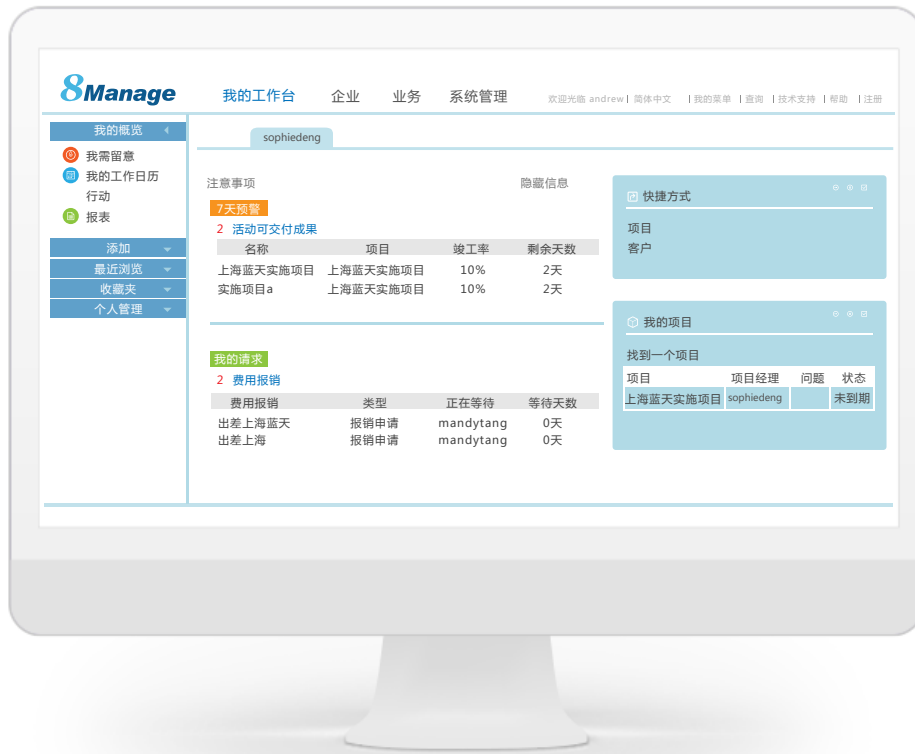 8Manage
我的工作台 企业 业务 系统管理 欢迎光临 andrew | 简体中文 | 我的菜单 | 查询 | 技术支持 | 帮助 | 注册
我的概览
我需留意
我的工作日历
行动
报表
添加
最近浏览
收藏夹
个人管理
sophiedeng
注意事项 隐藏信息
7天预警
2 活动可交付成果
名称 项目 竣工率 剩余天数
上海蓝天实施项目 上海蓝天实施项目 10% 2天
实施项目a 上海蓝天实施项目 10% 2天
我的请求
2 费用报销
费用报销 类型 正在等待 等待天数
出差上海蓝天 报销申请 mandytang 0天
出差上海 报销申请 mandytang 0天
快捷方式
项目
客户
我的项目
找到一个项目
项目 项目经理 问题 状态
上海蓝天实施项目 sophiedeng 未到期